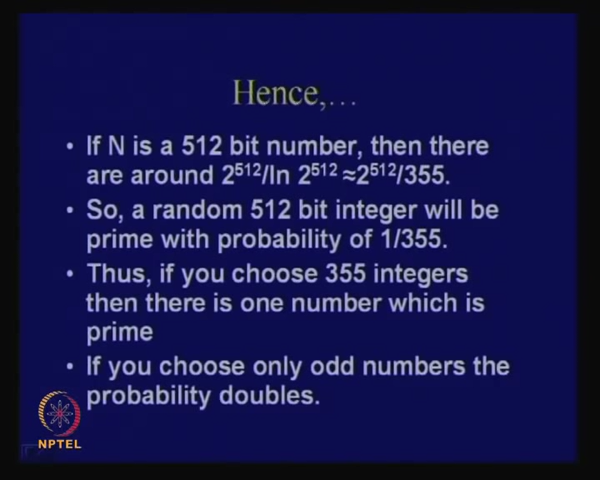 Hence,...
• If N is a 512 bit number, then there
are around 2⁵¹²/ln 2⁵¹² ≈2⁵¹²/355.
• So, a random 512 bit integer will be
prime with probability of 1/355.
• Thus, if you choose 355 integers
then there is one number which is
prime
• If you choose only odd numbers the
probability doubles.
NPTEL